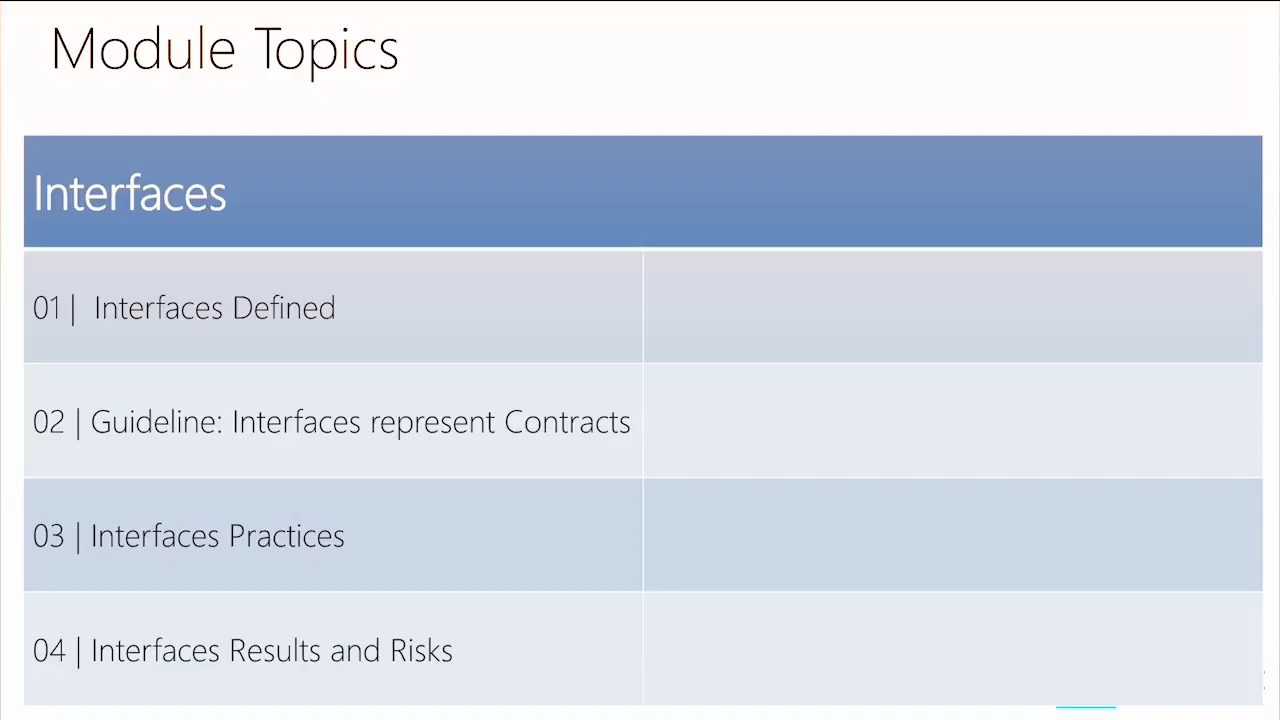 Module Topics
Interfaces
01 | Interfaces Defined
02 | Guideline: Interfaces represent Contracts
03 | Interfaces Practices
04 | Interfaces Results and Risks